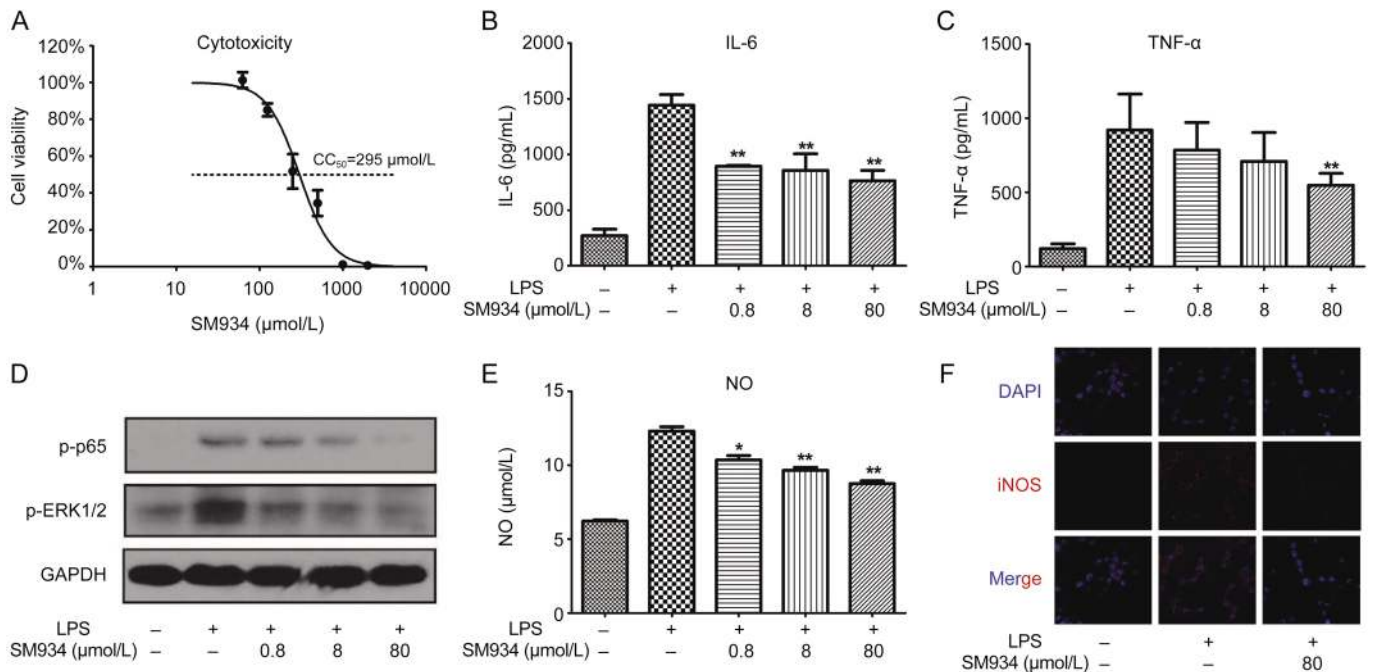 A
Cytotoxicity
120%
100%
80%
60%
40%
20%
0%
Cell viability
CC50=295 µmol/L
1 10 100 1000 10000
SM934 (µmol/L)
B
IL-6
2000
1500
1000
500
0
IL-6 (pg/mL)
** ** **
LPS – + + + +
SM934 (µmol/L) – – 0.8 8 80
C
TNF-α
1500
1000
500
0
TNF-α (pg/mL)
**
LPS – + + + +
SM934 (µmol/L) – – 0.8 8 80
D
p-p65
p-ERK1/2
GAPDH
LPS – + + + +
SM934 (µmol/L) – – 0.8 8 80
E
NO
15
10
5
0
NO (µmol/L)
* ** **
LPS – + + + +
SM934 (µmol/L) – – 0.8 8 80
F
DAPI
iNOS
Merge
LPS – + +
SM934 (µmol/L) – – 80